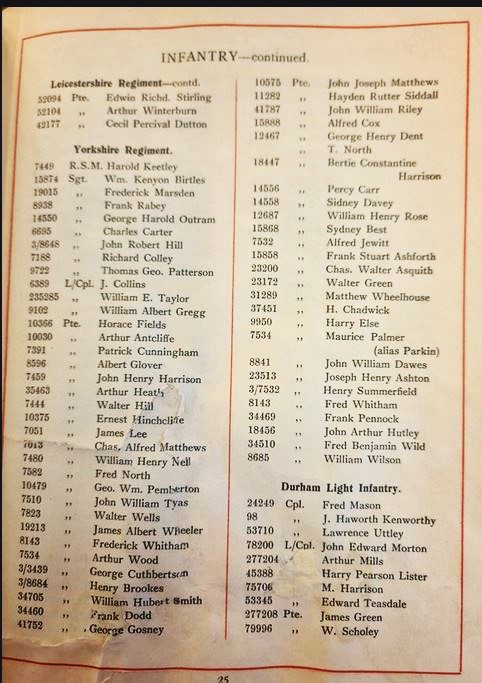 INFANTRY—continued.
Leicestershire Regiment—contd.
52094 Pte. Edwin Richd. Stirling
52104 ,, Arthur Winterburn
42177 ,, Cecil Percival Dutton
Yorkshire Regiment.
7449 R.S.M. Harold Keetley
15874 Sgt. Wm. Kenyon Birtles
19015 ,, Frederick Marsden
8938 ,, Frank Rabey
14550 ,, George Harold Outram
6695 ,, Charles Carter
3/8648 ,, John Robert Hill
7188 ,, Richard Colley
9722 ,, Thomas Geo. Patterson
6389 L/Cpl. J. Collins
235285 ,, William E. Taylor
9102 ,, William Albert Gregg
10366 Pte. Horace Fields
10030 ,, Arthur Antcliffe
7391 ,, Patrick Cunningham
8596 ,, Albert Glover
7459 ,, John Henry Harrison
35463 ,, Arthur Heath
7444 ,, Walter Hill
10375 ,, Ernest Hinchcliffe
7051 ,, James Lee
7013 ,, Chas. Alfred Matthews
7480 ,, William Henry Nell
7582 ,, Fred North
10479 ,, Geo. Wm. Pemberton
7510 ,, John William Tyas
7823 ,, Walter Wells
19213 ,, James Albert Wheeler
8143 ,, Frederick Whitham
7534 ,, Arthur Wood
3/3439 ,, George Cuthbertson
3/8684 ,, Henry Brookes
34705 ,, William Hubert Smith
34460 ,, Frank Dodd
41752 ,, George Gosney
10575 Pte. John Joseph Matthews
11282 ,, Hayden Rutter Siddall
41787 ,, John William Riley
15888 ,, Alfred Cox
12467 ,, George Henry Dent
,, T. North
18447 ,, Bertie Constantine
Harrison
14556 ,, Percy Carr
14558 ,, Sidney Davey
12687 ,, William Henry Rose
15868 ,, Sydney Best
7532 ,, Alfred Jewitt
15858 ,, Frank Stuart Ashforth
23200 ,, Chas. Walter Asquith
23172 ,, Walter Green
31289 ,, Matthew Wheelhouse
37451 ,, H. Chadwick
9950 ,, Harry Else
7534 ,, Maurice Palmer
(alias Parkin)
8841 ,, John William Dawes
23513 ,, Joseph Henry Ashton
3/7532 ,, Henry Summerfield
8143 ,, Fred Whitham
34469 ,, Frank Pennock
18456 ,, John Arthur Hutley
34510 ,, Fred Benjamin Wild
8685 ,, William Wilson
Durham Light Infantry.
24249 Cpl. Fred Mason
98 ,, J. Haworth Kenworthy
53710 ,, Lawrence Uttley
78200 L/Cpl. John Edward Morton
277204 ,, Arthur Mills
45388 ,, Harry Pearson Lister
75706 ,, M. Harrison
53345 ,, Edward Teasdale
277208 Pte. James Green
79996 ,, W. Scholey
25